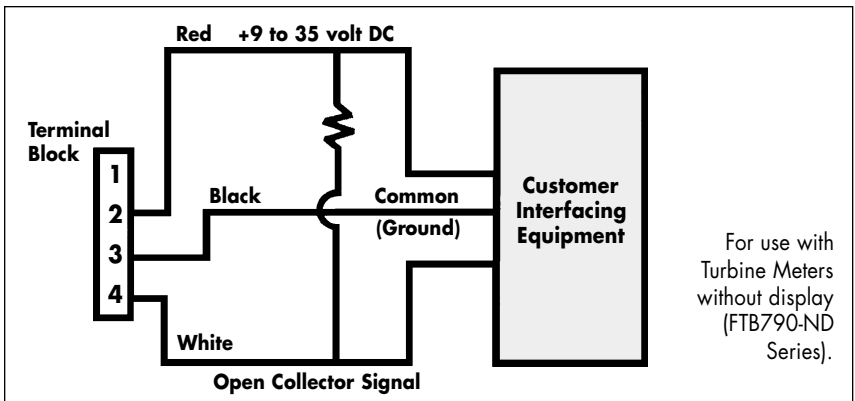 Red +9 to 35 volt DC
Terminal
Block
1
2
3
4
Black
Common
(Ground)
White
Open Collector Signal
Customer
Interfacing
Equipment
For use with
Turbine Meters
without display
(FTB790-ND
Series).